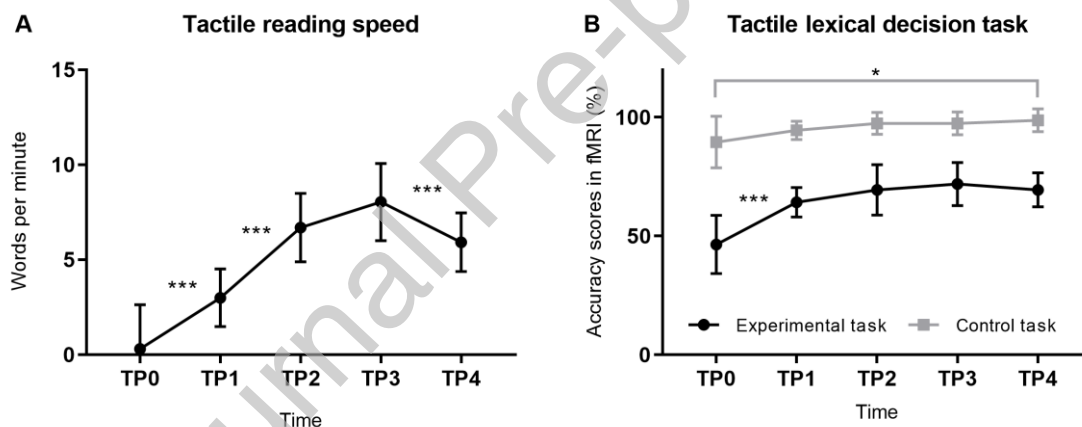 A
Tactile reading speed
Words per minute
15
10
5
0
***
***
***
TP0 TP1 TP2 TP3 TP4
Time
B
Tactile lexical decision task
Accuracy scores in fMRI (%)
100
50
0
*
***
Experimental task
Control task
TP0 TP1 TP2 TP3 TP4
Time